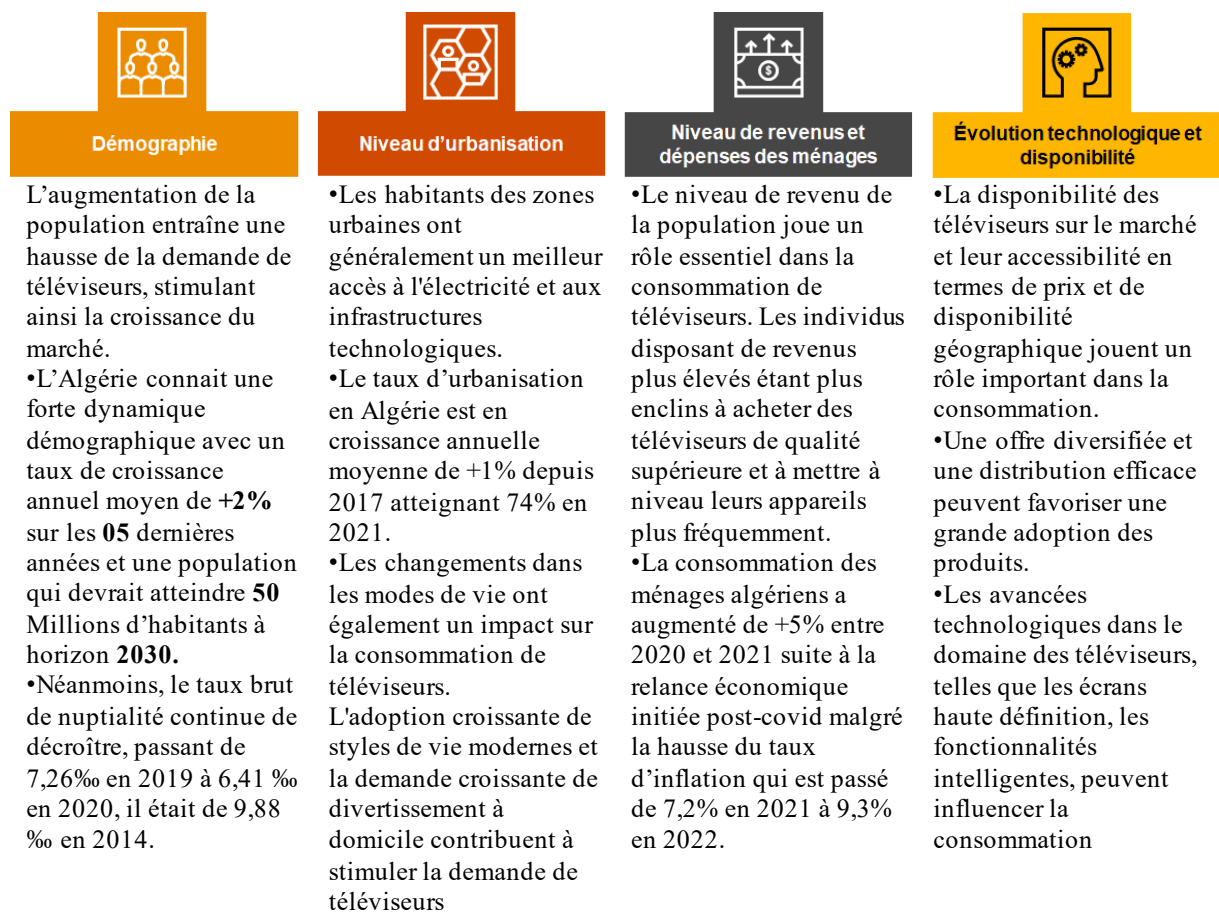 Démographie
L’augmentation de la
population entraîne une
hausse de la demande de
téléviseurs, stimulant
ainsi la croissance du
marché.
•L’Algérie connait une
forte dynamique
démographique avec un
taux de croissance
annuel moyen de +2%
sur les 05 dernières
années et une population
qui devrait atteindre 50
Millions d’habitants à
horizon 2030.
•Néanmoins, le taux brut
de nuptialité continue de
décroître, passant de
7,26‰ en 2019 à 6,41 ‰
en 2020, il était de 9,88
‰ en 2014.
Niveau d’urbanisation
•Les habitants des zones
urbaines ont
généralement un meilleur
accès à l'électricité et aux
infrastructures
technologiques.
•Le taux d’urbanisation
en Algérie est en
croissance annuelle
moyenne de +1% depuis
2017 atteignant 74% en
2021.
•Les changements dans
les modes de vie ont
également un impact sur
la consommation de
téléviseurs.
L'adoption croissante de
styles de vie modernes et
la demande croissante de
divertissement à
domicile contribuent à
stimuler la demande de
téléviseurs
Niveau de revenus et
dépenses des ménages
•Le niveau de revenu de
la population joue un
rôle essentiel dans la
consommation de
téléviseurs. Les individus
disposant de revenus
plus élevés étant plus
enclins à acheter des
téléviseurs de qualité
supérieure et à mettre à
niveau leurs appareils
plus fréquemment.
•La consommation des
ménages algériens a
augmenté de +5% entre
2020 et 2021 suite à la
relance économique
initiée post-covid malgré
la hausse du taux
d’inflation qui est passé
de 7,2% en 2021 à 9,3%
en 2022.
Évolution technologique et
disponibilité
•La disponibilité des
téléviseurs sur le marché
et leur accessibilité en
termes de prix et de
disponibilité
géographique jouent un
rôle important dans la
consommation.
•Une offre diversifiée et
une distribution efficace
peuvent favoriser une
grande adoption des
produits.
•Les avancées
technologiques dans le
domaine des téléviseurs,
telles que les écrans
haute définition, les
fonctionnalités
intelligentes, peuvent
influencer la
consommation